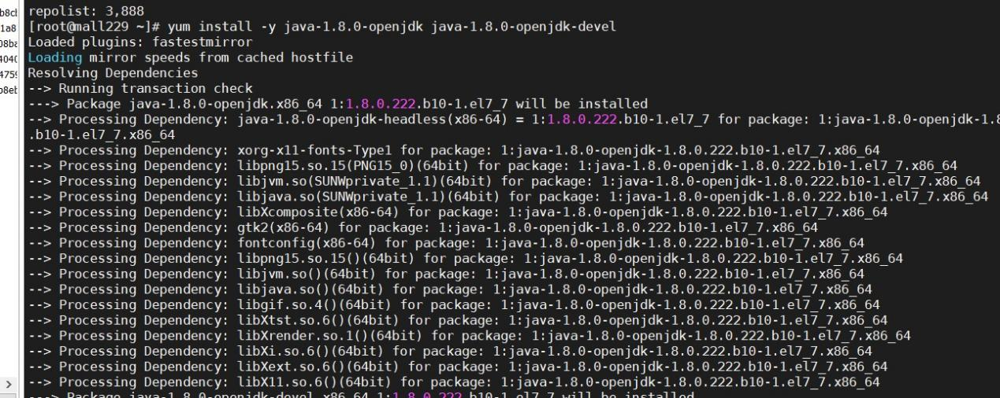 b8cl
1a8
08ba
4040
4759
b8eb
repolist: 3,888
[root@mall229 ~]# yum install -y java-1.8.0-openjdk java-1.8.0-openjdk-devel
Loaded plugins: fastestmirror
Loading mirror speeds from cached hostfile
Resolving Dependencies
--> Running transaction check
---> Package java-1.8.0-openjdk.x86_64 1:1.8.0.222.b10-1.el7_7 will be installed
--> Processing Dependency: java-1.8.0-openjdk-headless(x86-64) = 1:1.8.0.222.b10-1.el7_7 for package: 1:java-1.8.0-openjdk-1.8
.b10-1.el7_7.x86_64
--> Processing Dependency: xorg-x11-fonts-Type1 for package: 1:java-1.8.0-openjdk-1.8.0.222.b10-1.el7_7.x86_64
--> Processing Dependency: libpng15.so.15(PNG15_0)(64bit) for package: 1:java-1.8.0-openjdk-1.8.0.222.b10-1.el7_7.x86_64
--> Processing Dependency: libjvm.so(SUNWprivate_1.1)(64bit) for package: 1:java-1.8.0-openjdk-1.8.0.222.b10-1.el7_7.x86_64
--> Processing Dependency: libjava.so(SUNWprivate_1.1)(64bit) for package: 1:java-1.8.0-openjdk-1.8.0.222.b10-1.el7_7.x86_64
--> Processing Dependency: libXcomposite(x86-64) for package: 1:java-1.8.0-openjdk-1.8.0.222.b10-1.el7_7.x86_64
--> Processing Dependency: gtk2(x86-64) for package: 1:java-1.8.0-openjdk-1.8.0.222.b10-1.el7_7.x86_64
--> Processing Dependency: fontconfig(x86-64) for package: 1:java-1.8.0-openjdk-1.8.0.222.b10-1.el7_7.x86_64
--> Processing Dependency: libpng15.so.15()(64bit) for package: 1:java-1.8.0-openjdk-1.8.0.222.b10-1.el7_7.x86_64
--> Processing Dependency: libjvm.so()(64bit) for package: 1:java-1.8.0-openjdk-1.8.0.222.b10-1.el7_7.x86_64
--> Processing Dependency: libjava.so()(64bit) for package: 1:java-1.8.0-openjdk-1.8.0.222.b10-1.el7_7.x86_64
--> Processing Dependency: libgif.so.4()(64bit) for package: 1:java-1.8.0-openjdk-1.8.0.222.b10-1.el7_7.x86_64
--> Processing Dependency: libXtst.so.6()(64bit) for package: 1:java-1.8.0-openjdk-1.8.0.222.b10-1.el7_7.x86_64
--> Processing Dependency: libXrender.so.1()(64bit) for package: 1:java-1.8.0-openjdk-1.8.0.222.b10-1.el7_7.x86_64
--> Processing Dependency: libXi.so.6()(64bit) for package: 1:java-1.8.0-openjdk-1.8.0.222.b10-1.el7_7.x86_64
--> Processing Dependency: libXext.so.6()(64bit) for package: 1:java-1.8.0-openjdk-1.8.0.222.b10-1.el7_7.x86_64
--> Processing Dependency: libX11.so.6()(64bit) for package: 1:java-1.8.0-openjdk-1.8.0.222.b10-1.el7_7.x86_64
---> Package java-1.8.0-openjdk-devel.x86_64 1:1.8.0.222.b10-1.el7_7 will be installed